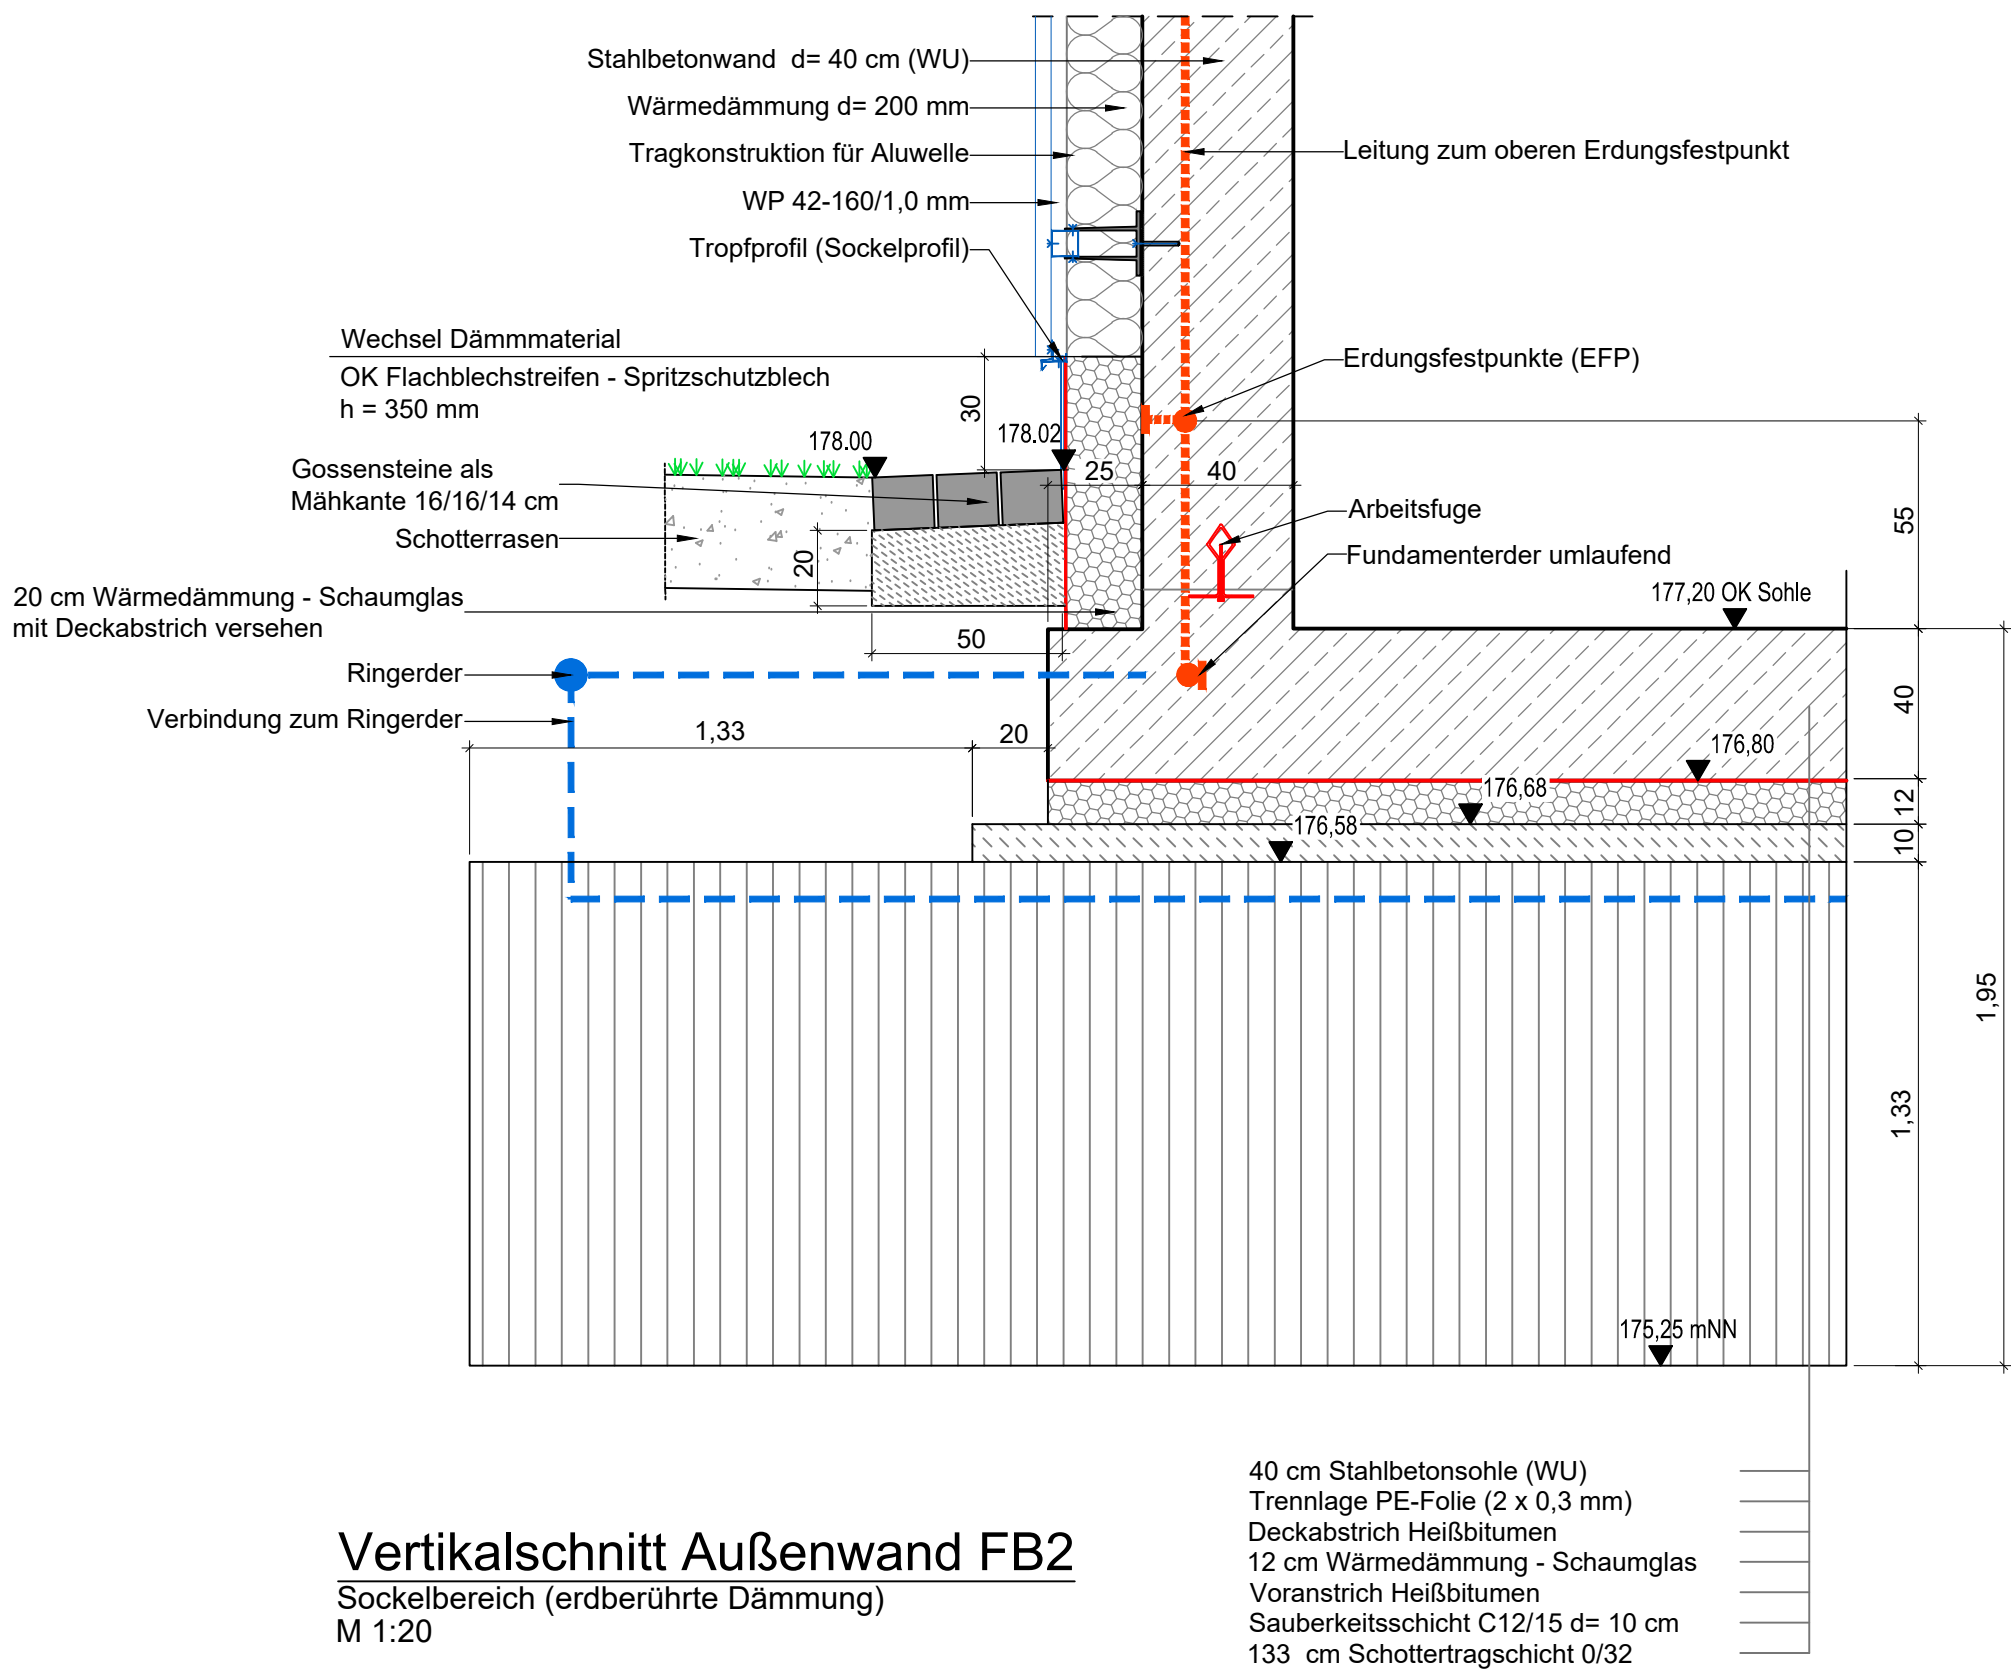 Stahlbetonwand d= 40 cm (WU)
Wärmedämmung d= 200 mm
Tragkonstruktion für Aluwelle
WP 42-160/1,0 mm
Tropfprofil (Sockelprofil)
Leitung zum oberen Erdungsfestpunkt
Wechsel Dämmmaterial
OK Flachblechstreifen - Spritzschutzblech
h = 350 mm
Erdungsfestpunkte (EFP)
30
178.00
178.02
Gossensteine als
Mähkante 16/16/14 cm
25
40
Schotterrasen
20
Arbeitsfuge
55
Fundamenterder umlaufend
20 cm Wärmedämmung - Schaumglas
mit Deckabstrich versehen
177,20 OK Sohle
50
Ringerder
Verbindung zum Ringerder
1,33
20
40
176,80
176,68
12
176,58
10
1,95
1,33
175,25 mNN
40 cm Stahlbetonsohle (WU)
Trennlage PE-Folie (2 x 0,3 mm)
Deckabstrich Heißbitumen
12 cm Wärmedämmung - Schaumglas
Voranstrich Heißbitumen
Sauberkeitsschicht C12/15 d= 10 cm
133 cm Schottertragschicht 0/32
Vertikalschnitt Außenwand FB2
Sockelbereich (erdberührte Dämmung)
M 1:20